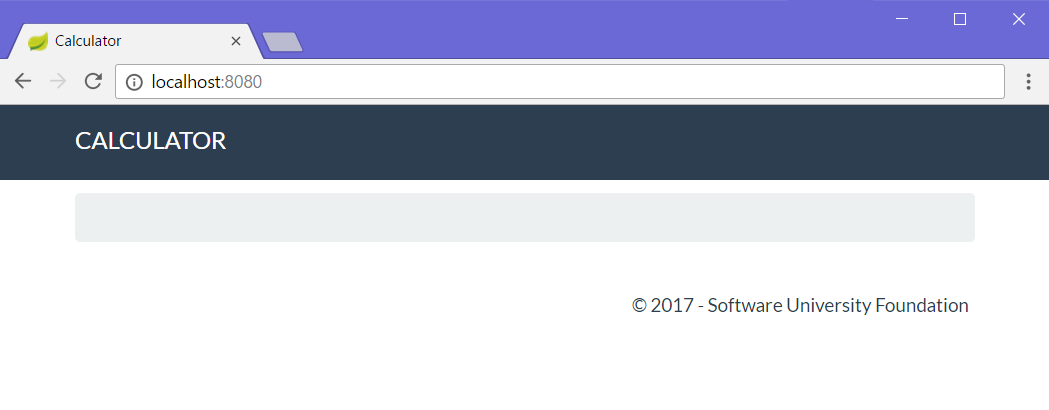 Calculator
localhost:8080
CALCULATOR
© 2017 - Software University Foundation